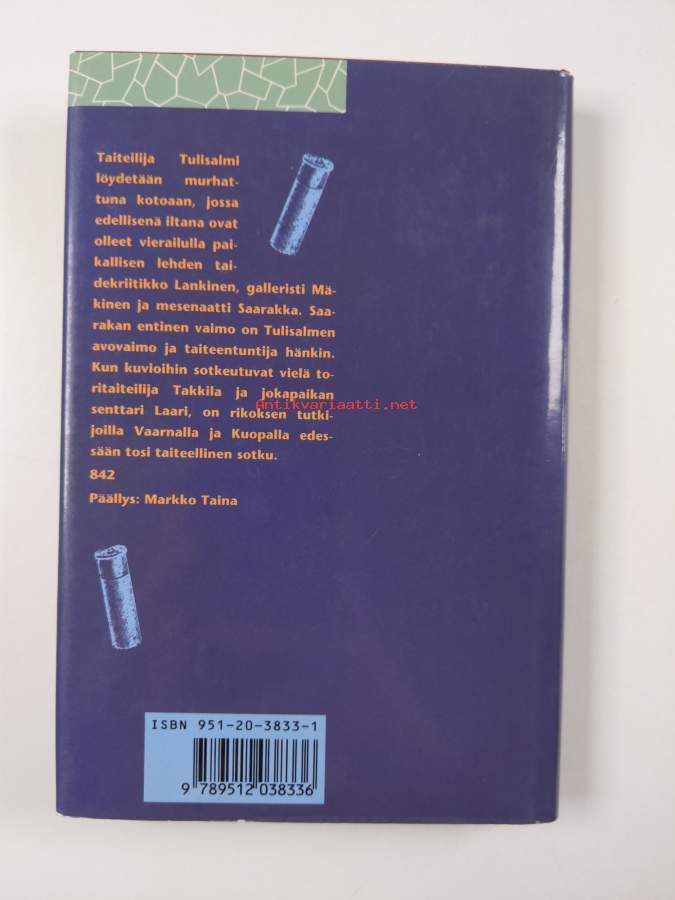 Taiteilija Tulisalmi
löydetään murhat-
tuna kotoaan, jossa
edellisenä iltana ovat
olleet vierailulla pai-
kallisen lehden tai-
dekriitikko Lankinen, galleristi Mä-
kinen ja mesenaatti Saarakka. Saa-
rakan entinen vaimo on Tulisalmen
avovaimo ja taiteentuntija hänkin.
Kun kuvioihin sotkeutuvat vielä to-
ritaiteilija Takkila ja jokapaikan
senttari Laari, on rikoksen tutki-
joilla Vaarnalla ja Kuopalla edes-
sään tosi taiteellinen sotku.
842
Päällys: Markko Taina
Antikvariaatti.net
ISBN 951-20-3833-1
9 789512 038336